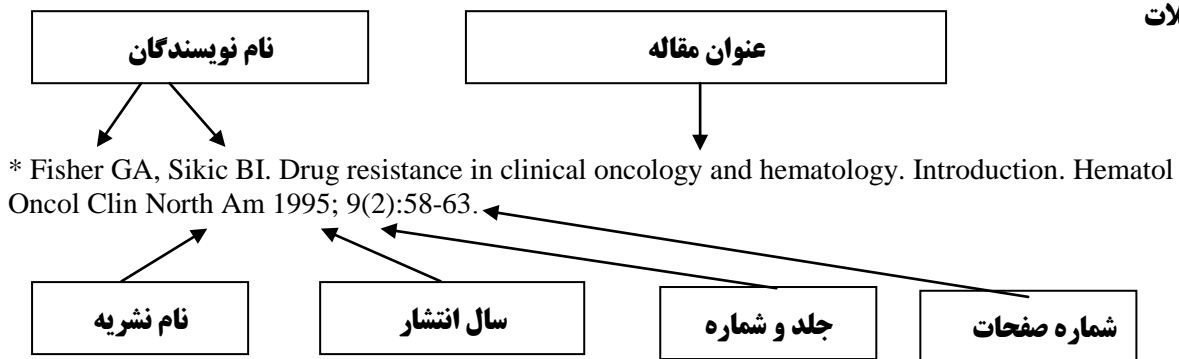 نام نویسندگان
عنوان مقاله
* Fisher GA, Sikic BI. Drug resistance in clinical oncology and hematology. Introduction. Hematol
Oncol Clin North Am 1995; 9(2):58-63.
نام نشریه
سال انتشار
جلد و شماره
شماره صفحات